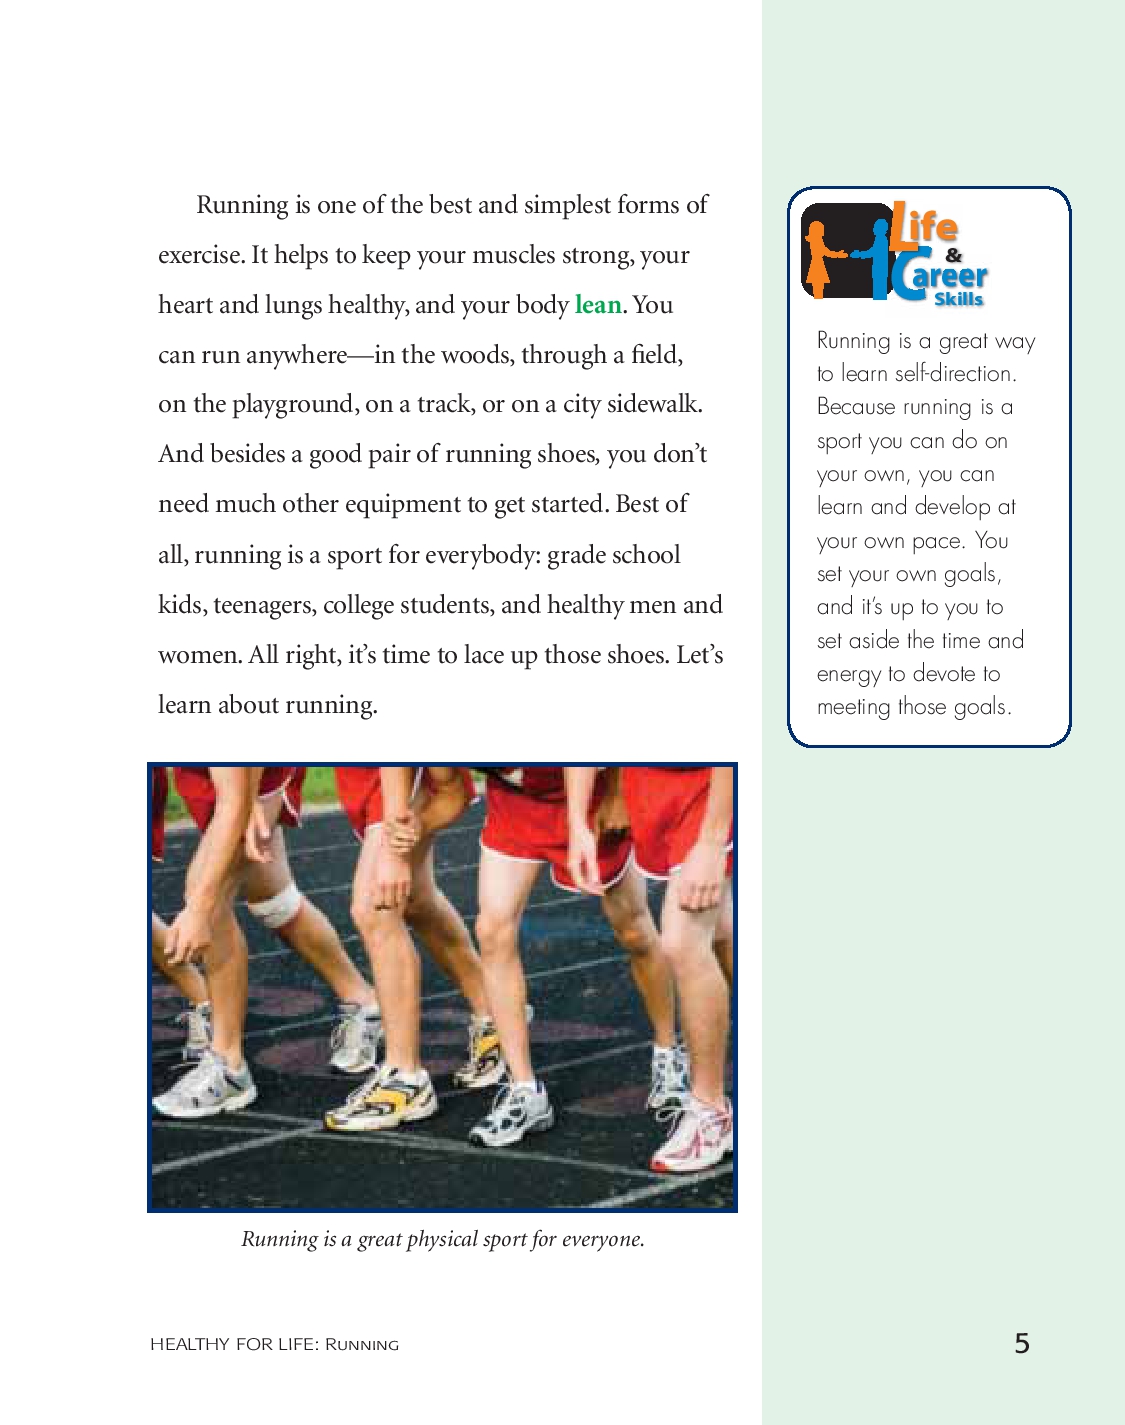 Running is one of the best and simplest forms of
exercise. It helps to keep your muscles strong, your
heart and lungs healthy, and your body lean. You
can run anywhere—in the woods, through a field,
on the playground, on a track, or on a city sidewalk.
And besides a good pair of running shoes, you don’t
need much other equipment to get started. Best of
all, running is a sport for everybody: grade school
kids, teenagers, college students, and healthy men and
women. All right, it’s time to lace up those shoes. Let’s
learn about running.
Running is a great physical sport for everyone.
Life
&
Career
Skills
Running is a great way
to learn self-direction.
Because running is a
sport you can do on
your own, you can
learn and develop at
your own pace. You
set your own goals,
and it’s up to you to
set aside the time and
energy to devote to
meeting those goals.
HEALTHY FOR LIFE: Running
5